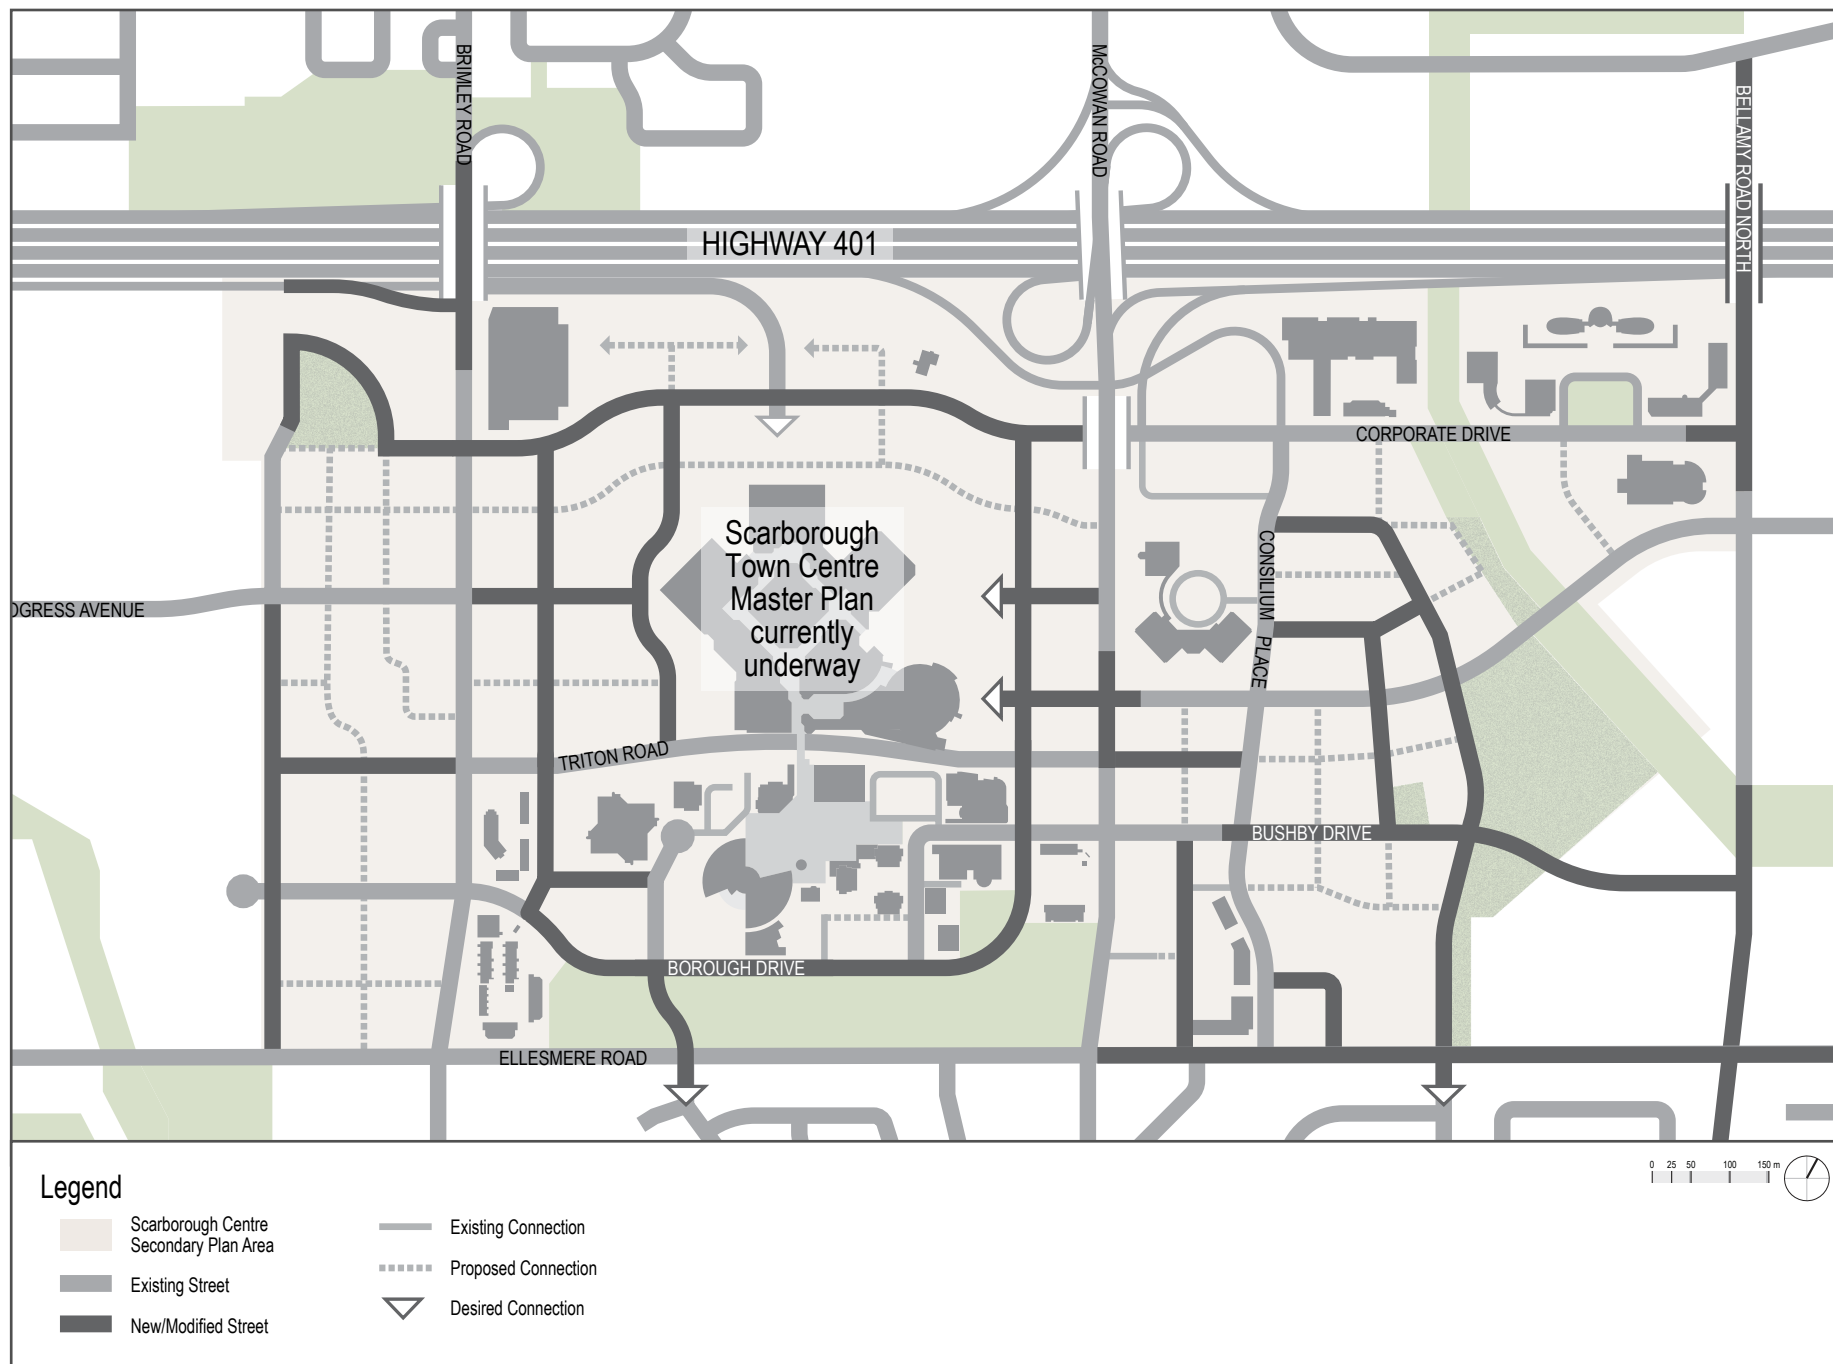 BRIMLEY ROAD
McCOWAN ROAD
BELLAMY ROAD NORTH
HIGHWAY 401
CORPORATE DRIVE
Scarborough
Town Centre
Master Plan
currently
underway
CONSILIUM PLACE
OGRESS AVENUE
TRITON ROAD
BUSHBY DRIVE
BOROUGH DRIVE
ELLESMERE ROAD
0 25 50 100 150 m
Legend
Scarborough Centre
Secondary Plan Area
Existing Street
New/Modified Street
Existing Connection
Proposed Connection
Desired Connection